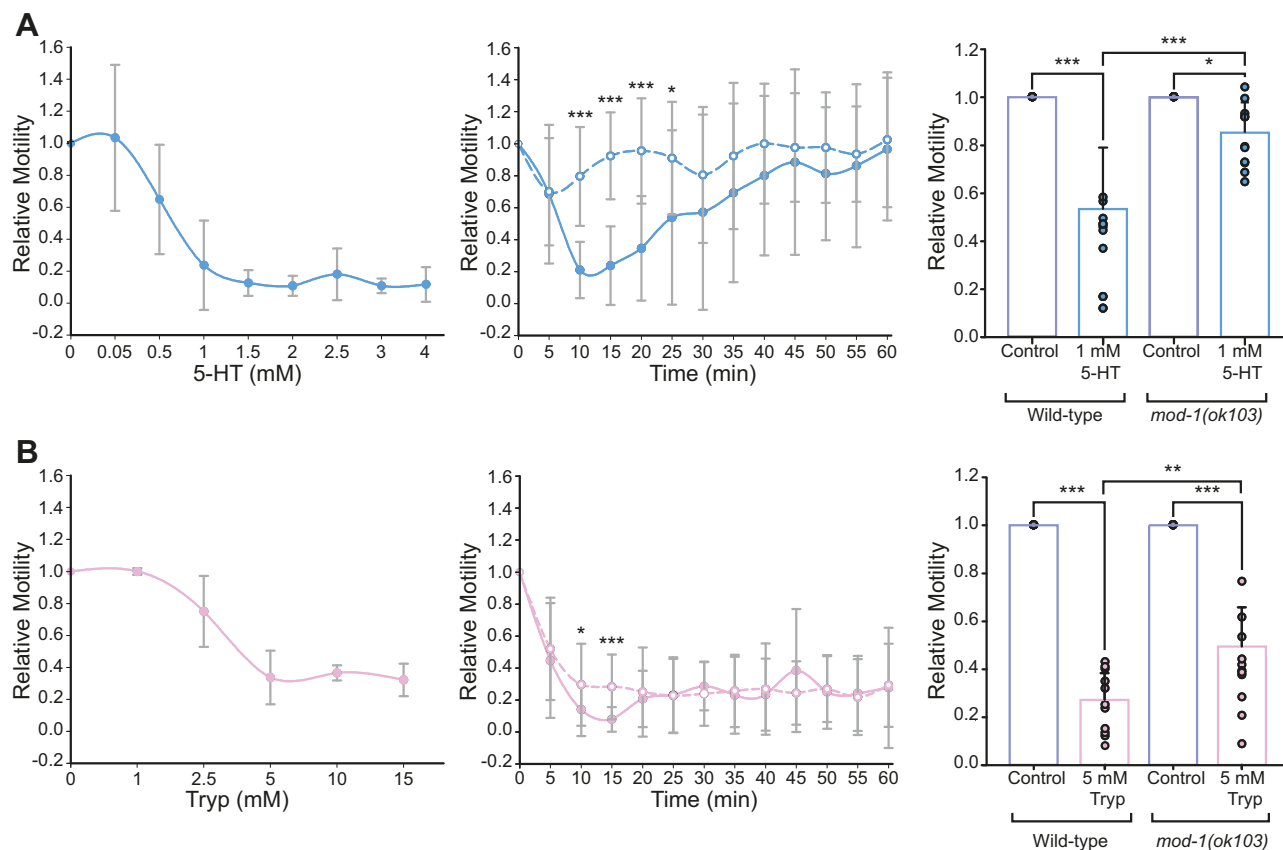 A
Relative Motility
1.6
1.4
1.2
1.0
0.8
0.6
0.4
0.2
0.0
-0.2
0 0.05 0.5 1 1.5 2 2.5 3 4
5-HT (mM)
Relative Motility
1.6
1.4
1.2
1.0
0.8
0.6
0.4
0.2
0.0
-0.2
*** *** *** *
0 5 10 15 20 25 30 35 40 45 50 55 60
Time (min)
Relative Motility
1.2
1.0
0.8
0.6
0.4
0.2
0.0
***
*** *
Control 1 mM Control 1 mM
5-HT 5-HT
Wild-type mod-1(ok103)
B
Relative Motility
1.6
1.4
1.2
1.0
0.8
0.6
0.4
0.2
0.0
-0.2
0 1 2.5 5 10 15
Tryp (mM)
Relative Motility
1.6
1.4
1.2
1.0
0.8
0.6
0.4
0.2
0.0
-0.2
* ***
0 5 10 15 20 25 30 35 40 45 50 55 60
Time (min)
Relative Motility
1.2
1.0
0.8
0.6
0.4
0.2
0.0
**
*** ***
Control 5 mM Control 5 mM
Tryp Tryp
Wild-type mod-1(ok103)